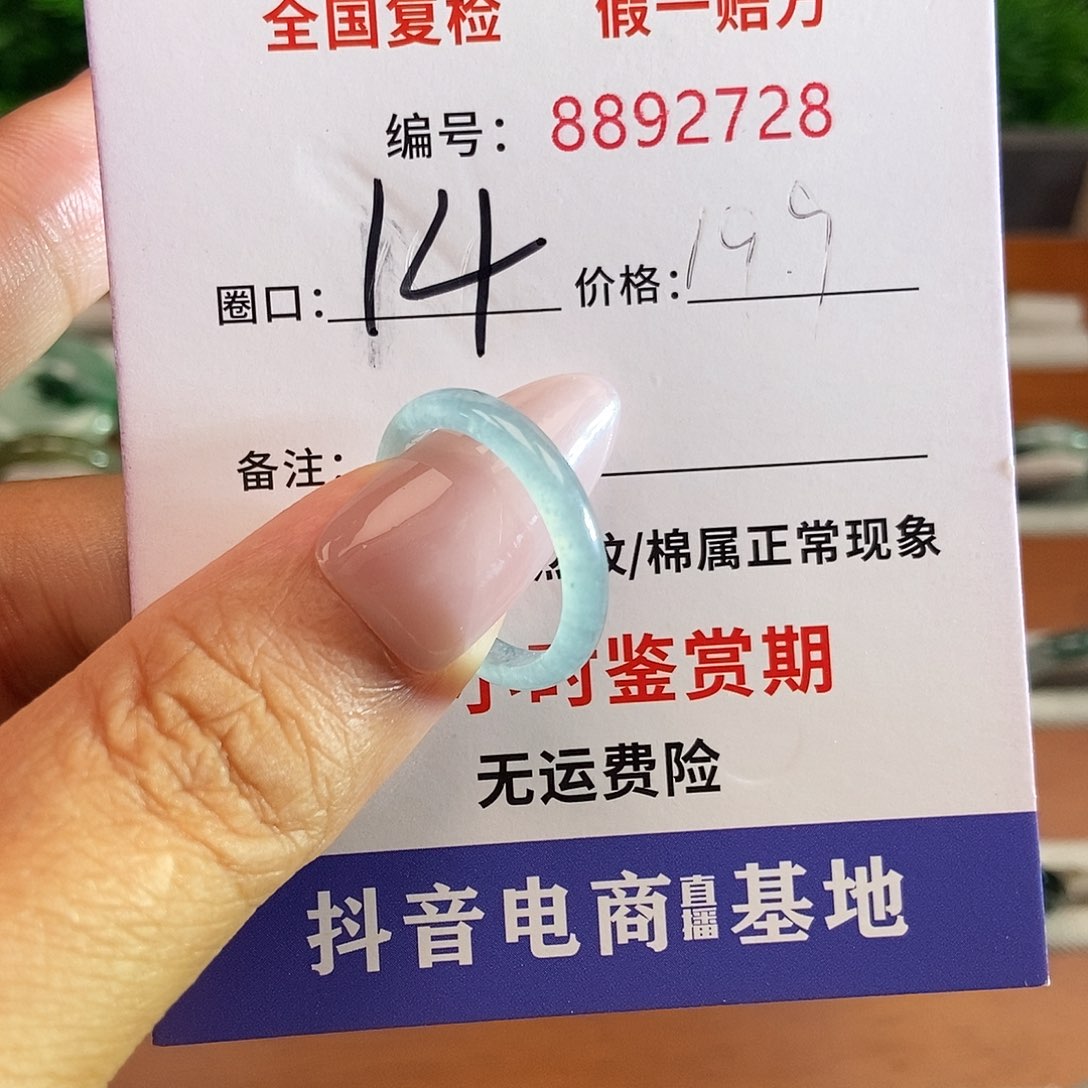 全国复检 假一赔万
编号：8892728
圈口：14 价格：199
备注：
纹/棉属正常现象
时鉴赏期
无运费险
抖音电商直播基地